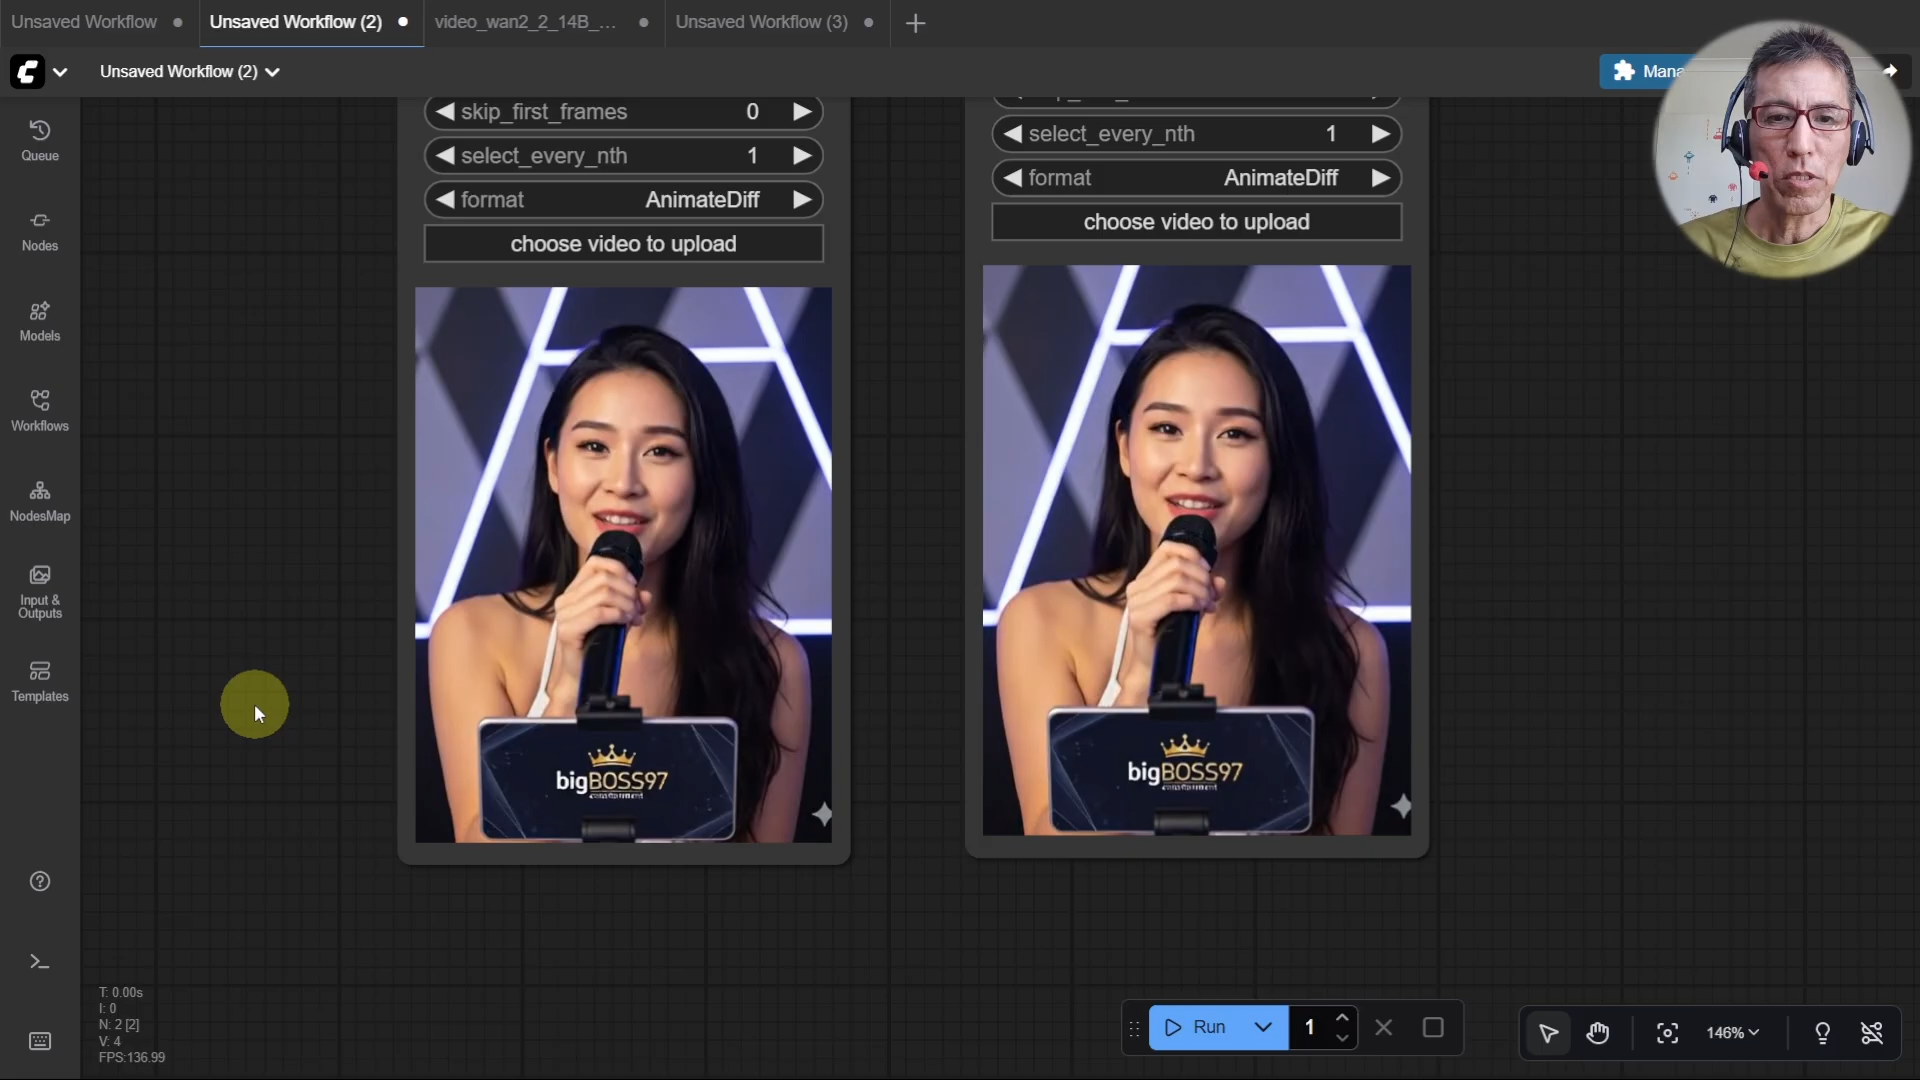 Unsaved Workflow
Unsaved Workflow (2)
video_wan2_2_14B_...
Unsaved Workflow (3)
Unsaved Workflow (2)
Mana
Queue
Nodes
Models
Workflows
NodesMap
Input &
Outputs
Templates
skip_first_frames 0
select_every_nth 1
format AnimateDiff
choose video to upload
select_every_nth 1
format AnimateDiff
choose video to upload
bigBOSS97
bigBOSS97
T: 0.00s
I: 0
N: 2 [2]
V: 4
FPS:136.99
Run
1
146%